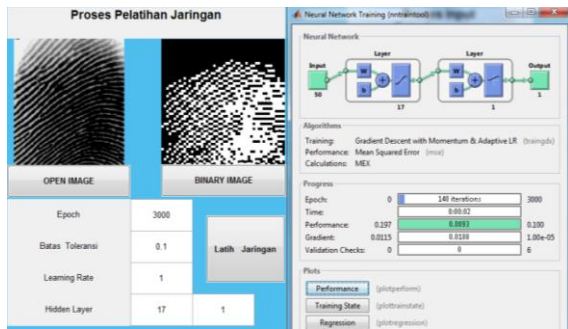 Proses Pelatihan Jaringan
OPEN IMAGE
BINARY IMAGE
Epoch 3000
Batas Toleransi 0.1
Learning Rate 1
Hidden Layer 17 1
Latih Jaringan
Neural Network Training (nntraintool)
Neural Network
Layer Layer
Input Output
W W
b b
50 1
17 1
Algorithms
Training: Gradient Descent with Momentum & Adaptive LR (traingdx)
Performance: Mean Squared Error (mse)
Calculations: MEX
Progress
Epoch: 0 140 iterations 3000
Time: 0:00:02
Performance: 0.197 0.0993 0.100
Gradient: 0.0115 1.00e-05
Validation Checks: 0 0 6
Plots
Performance (plotperform)
Training State (plottrainstate)
Regression (plotregression)